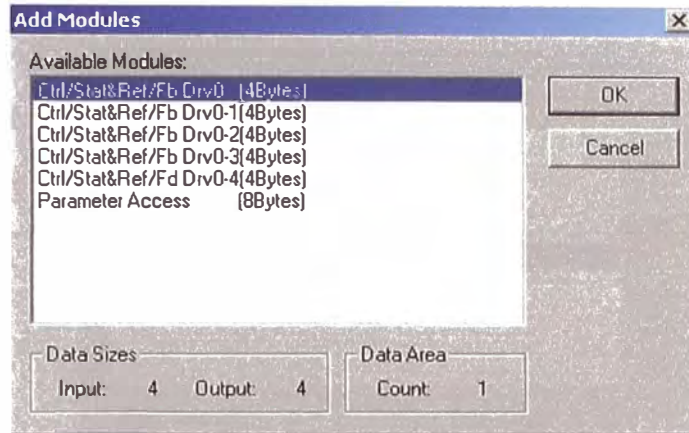 Add Modules
Available Modules:
Ctrl/Stat&Ref/Fb Drv0 (4Bytes)
Ctrl/Stat&Ref/Fb Drv0-1(4Bytes)
Ctrl/Stat&Ref/Fb Drv0-2(4Bytes)
Ctrl/Stat&Ref/Fb Drv0-3(4Bytes)
Ctrl/Stat&Ref/Fd Drv0-4(4Bytes)
Parameter Access (8Bytes)
OK
Cancel
Data Sizes
Input: 4 Output: 4
Data Area
Count: 1